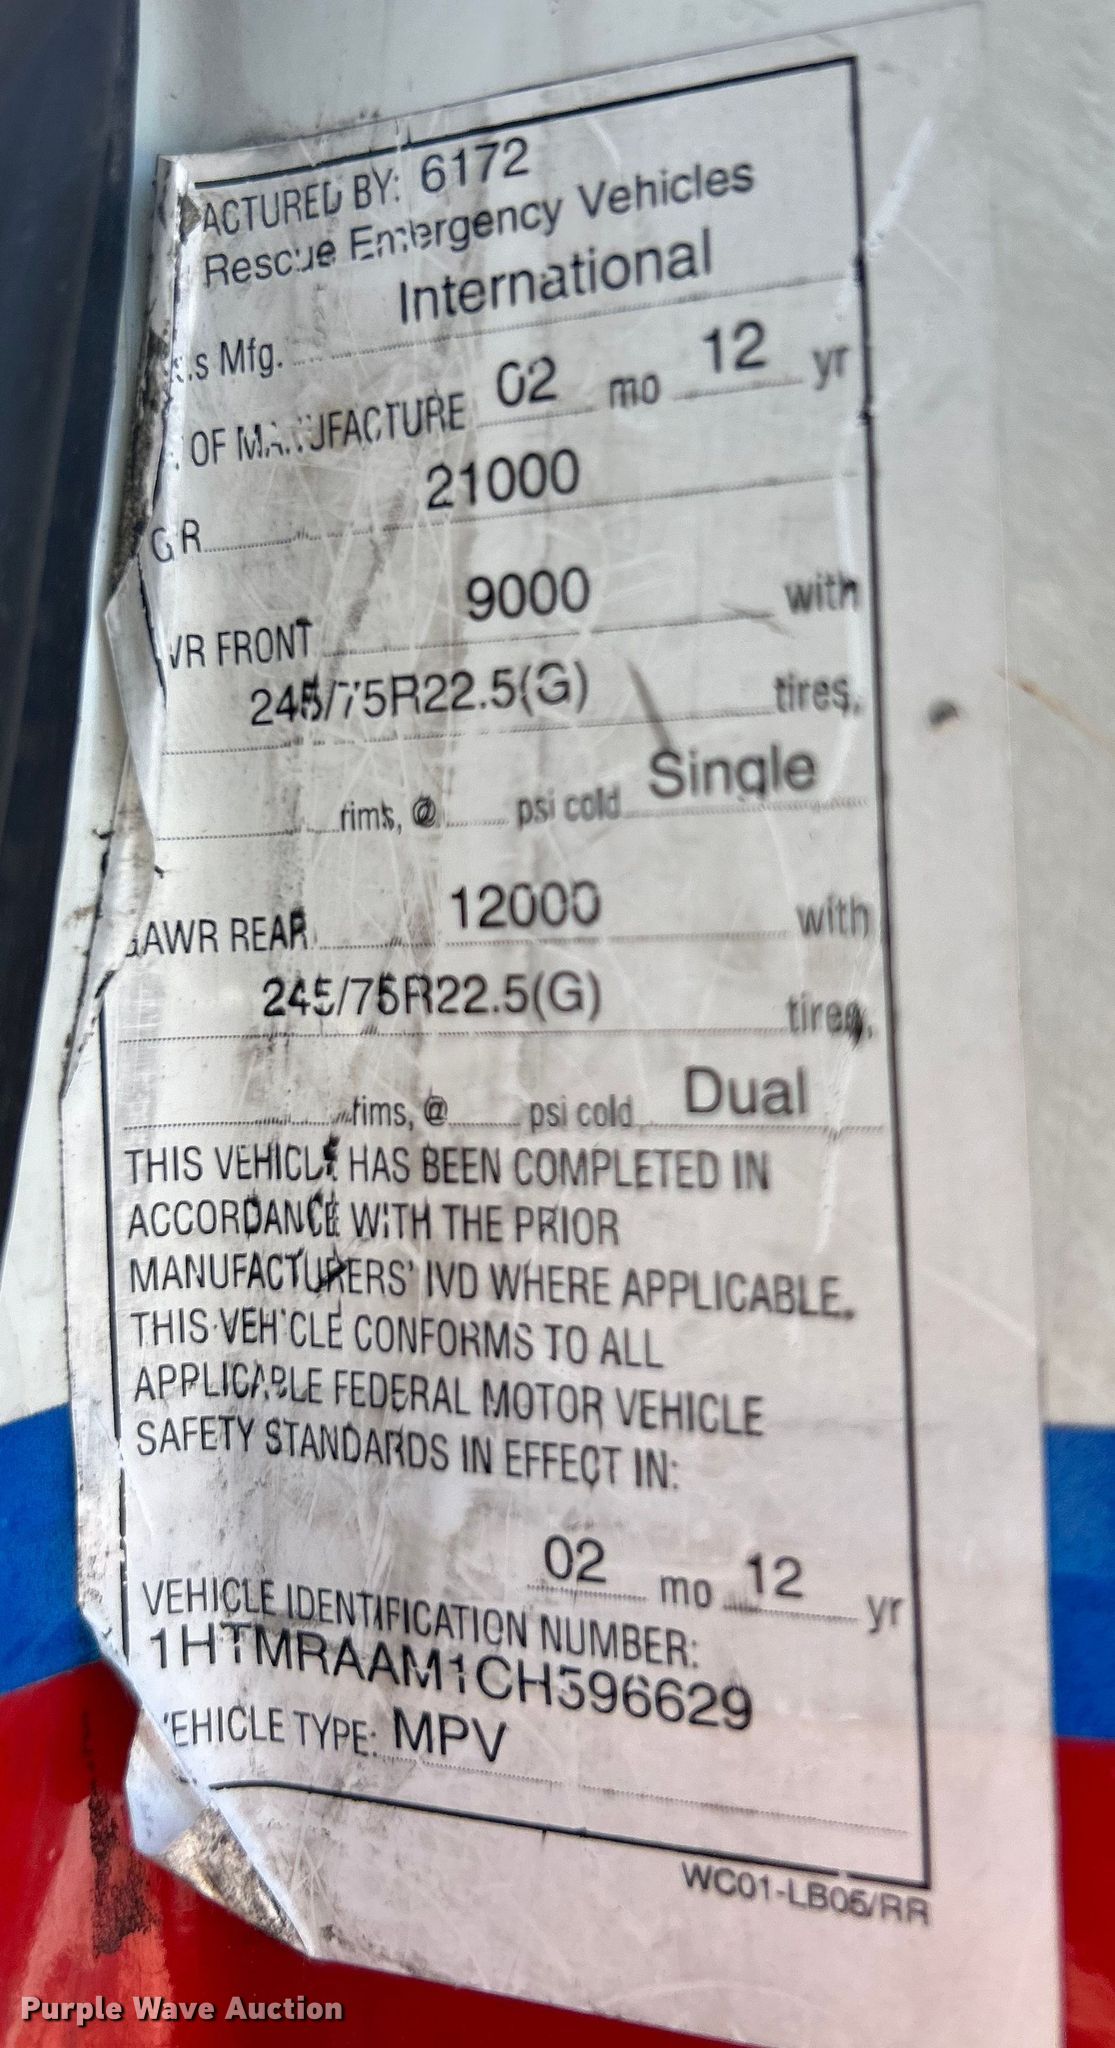 ACTURED BY: 6172
Rescue Emergency Vehicles
International
s Mfg.
OF MANUFACTURE 02 mo 12 yr
21000
G R
9000 with
VR FRONT
245/75R22.5(G) tires,
Single
rims, @ psi cold
12000 with
AWR REAR
245/75R22.5(G) tires,
rims, @ psi cold Dual
THIS VEHICLE HAS BEEN COMPLETED IN
ACCORDANCE WITH THE PRIOR
MANUFACTURERS' IVD WHERE APPLICABLE.
THIS VEHICLE CONFORMS TO ALL
APPLICABLE FEDERAL MOTOR VEHICLE
SAFETY STANDARDS IN EFFECT IN:
02 mo 12 yr
VEHICLE IDENTIFICATION NUMBER:
1HTMRAAM1CH596629
VEHICLE TYPE: MPV
WC01-LB05/RR
Purple Wave Auction